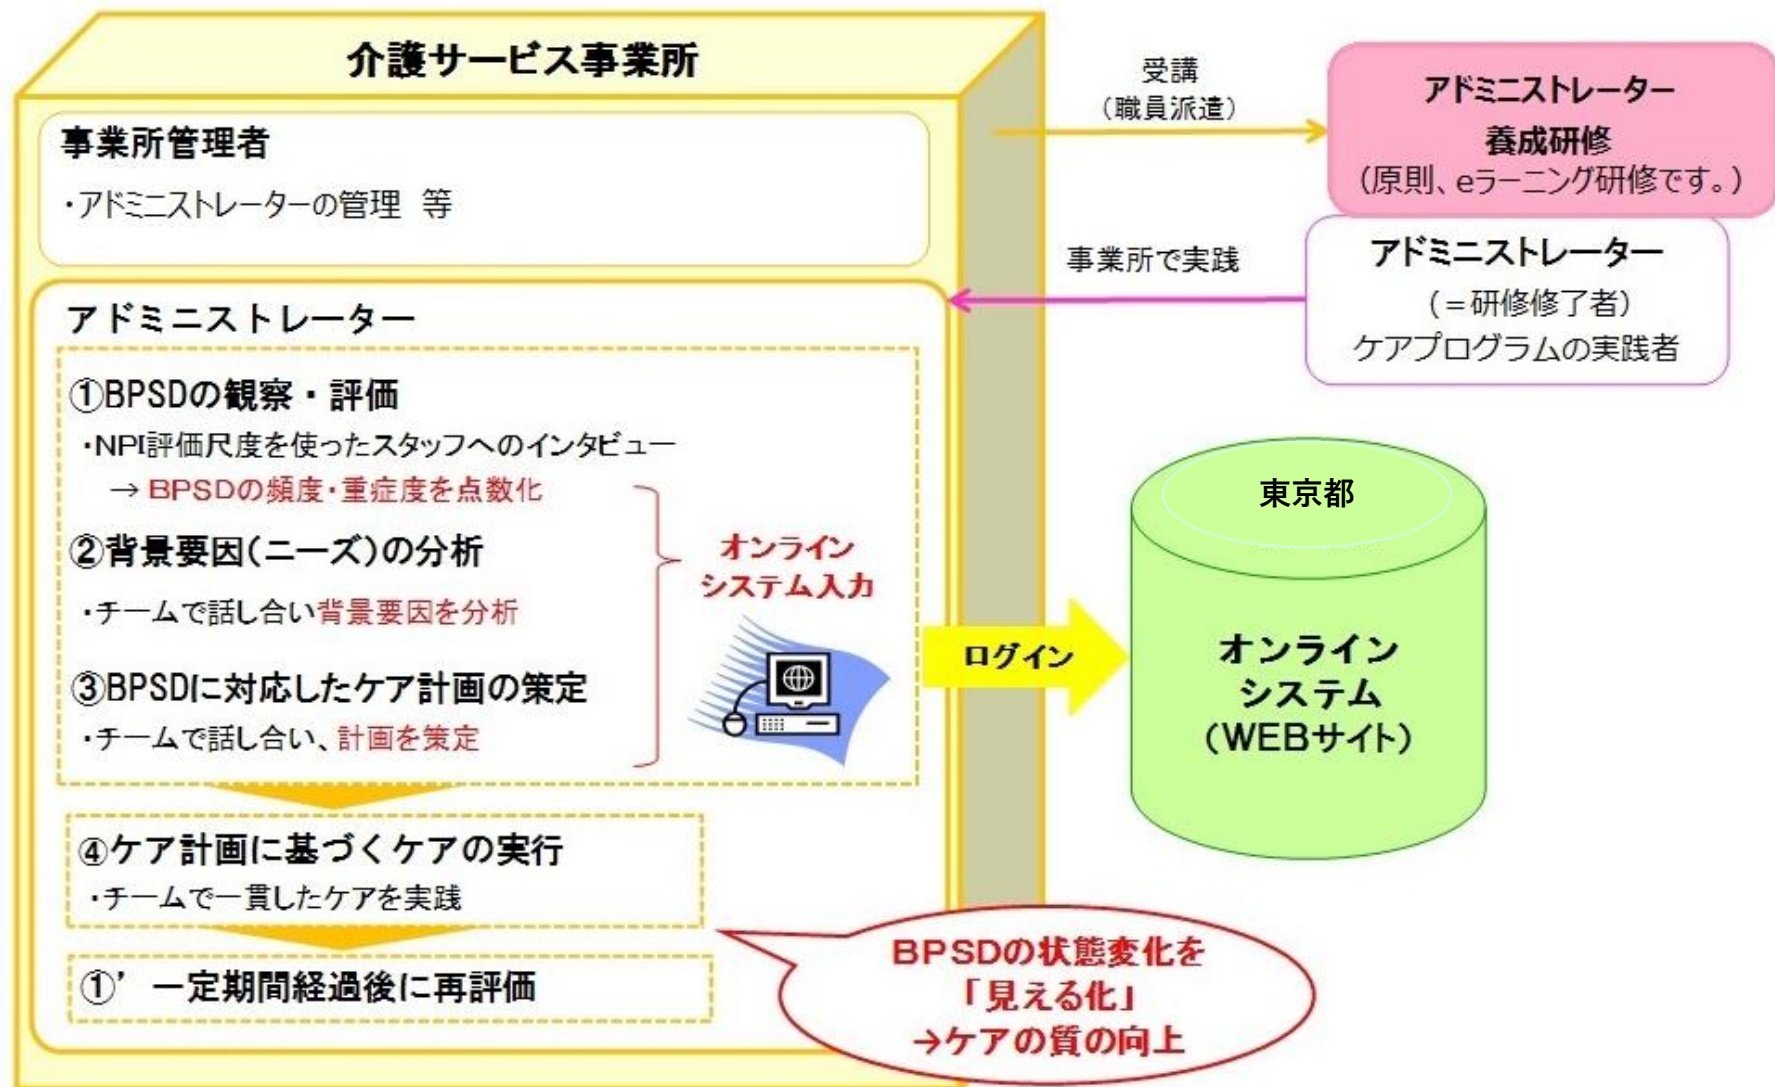 介護サービス事業所
事業所管理者
・アドミニストレーターの管理 等
受講
（職員派遣）
アドミニストレーター
養成研修
（原則、eラーニング研修です。）
事業所で実践
アドミニストレーター
（＝研修修了者）
ケアプログラムの実践者
アドミニストレーター
①BPSDの観察・評価
・NPI評価尺度を使ったスタッフへのインタビュー
→ BPSDの頻度・重症度を点数化
②背景要因（ニーズ）の分析
・チームで話し合い背景要因を分析
③BPSDに対応したケア計画の策定
・チームで話し合い、計画を策定
オンライン
システム入力
ログイン
東京都
オンライン
システム
（WEBサイト）
④ケア計画に基づくケアの実行
・チームで一貫したケアを実践
①’ 一定期間経過後に再評価
BPSDの状態変化を
「見える化」
→ケアの質の向上